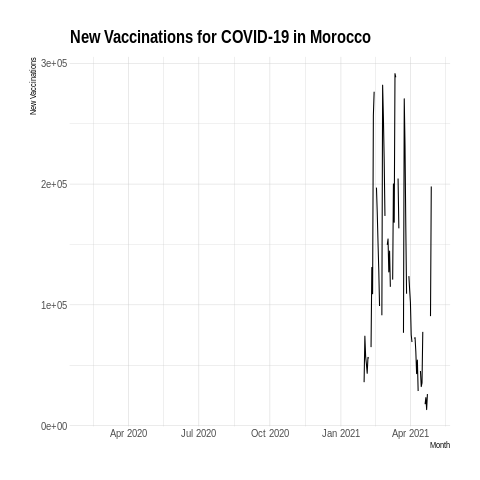 New Vaccinations for COVID-19 in Morocco
New Vaccinations
3e+05
2e+05
1e+05
0e+00
Apr 2020 Jul 2020 Oct 2020 Jan 2021 Apr 2021
Month